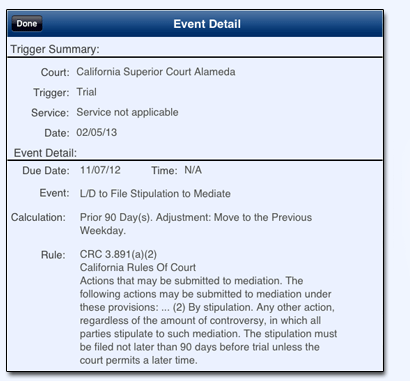 Done
Event Detail
Trigger Summary:
Court: California Superior Court Alameda
Trigger: Trial
Service: Service not applicable
Date: 02/05/13
Event Detail:
Due Date: 11/07/12 Time: N/A
Event: L/D to File Stipulation to Mediate
Calculation: Prior 90 Day(s). Adjustment: Move to the Previous
Weekday.
Rule: CRC 3.891(a)(2)
California Rules Of Court
Actions that may be submitted to mediation. The
following actions may be submitted to mediation under
these provisions: ... (2) By stipulation. Any other action,
regardless of the amount of controversy, in which all
parties stipulate to such mediation. The stipulation must
be filed not later than 90 days before trial unless the
court permits a later time.